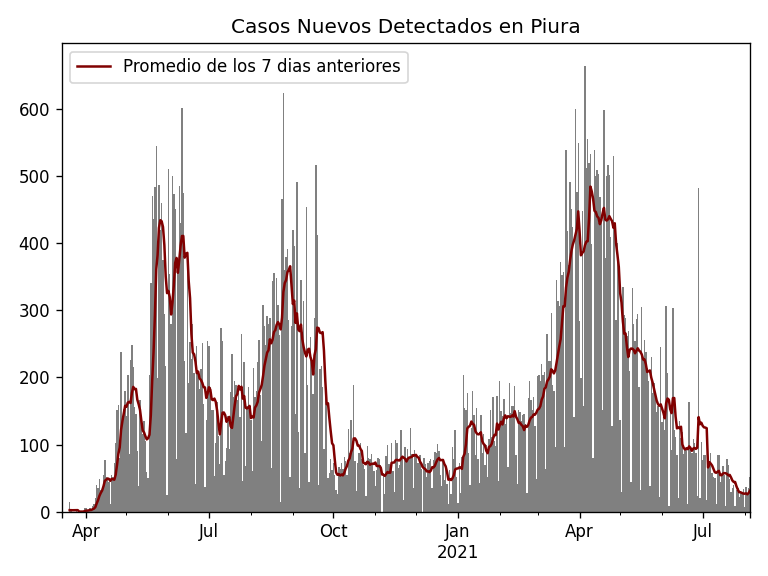 Casos Nuevos Detectados en Piura
Promedio de los 7 dias anteriores
600
500
400
300
200
100
0
Apr
Jul
Oct
Jan
2021
Apr
Jul